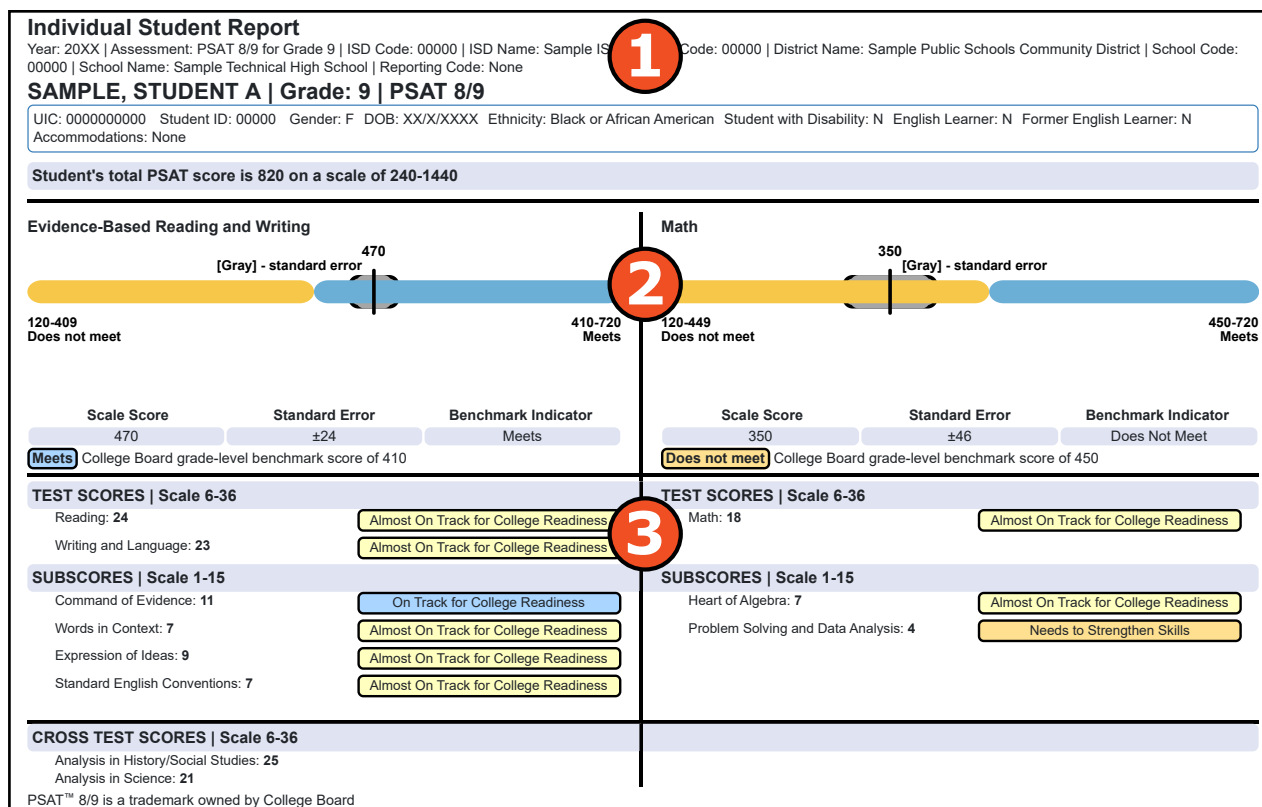 Individual Student Report
Year: 20XX | Assessment: PSAT 8/9 for Grade 9 | ISD Code: 00000 | ISD Name: Sample Code: 00000 | District Name: Sample Public Schools Community District | School Code:
00000 | School Name: Sample Technical High School | Reporting Code: None
1
SAMPLE, STUDENT A | Grade: 9 | PSAT 8/9
UIC: 0000000000 Student ID: 00000 Gender: F DOB: XX/X/XXXX Ethnicity: Black or African American Student with Disability: N English Learner: N Former English Learner: N
Accommodations: None
Student's total PSAT score is 820 on a scale of 240-1440
Evidence-Based Reading and Writing
470
[Gray] - standard error
120-409
Does not meet
410-720
Meets
Scale Score Standard Error Benchmark Indicator
470 ±24 Meets
Meets College Board grade-level benchmark score of 410
2
Math
350
[Gray] - standard error
120-449
Does not meet
450-720
Meets
Scale Score Standard Error Benchmark Indicator
350 ±46 Does Not Meet
Does not meet College Board grade-level benchmark score of 450
TEST SCORES | Scale 6-36
Reading: 24 Almost On Track for College Readiness
Writing and Language: 23 Almost On Track for College Readiness
SUBSCORES | Scale 1-15
Command of Evidence: 11 On Track for College Readiness
Words in Context: 7 Almost On Track for College Readiness
Expression of Ideas: 9 Almost On Track for College Readiness
Standard English Conventions: 7 Almost On Track for College Readiness
3
TEST SCORES | Scale 6-36
Math: 18 Almost On Track for College Readiness
SUBSCORES | Scale 1-15
Heart of Algebra: 7 Almost On Track for College Readiness
Problem Solving and Data Analysis: 4 Needs to Strengthen Skills
CROSS TEST SCORES | Scale 6-36
Analysis in History/Social Studies: 25
Analysis in Science: 21
PSAT™ 8/9 is a trademark owned by College Board